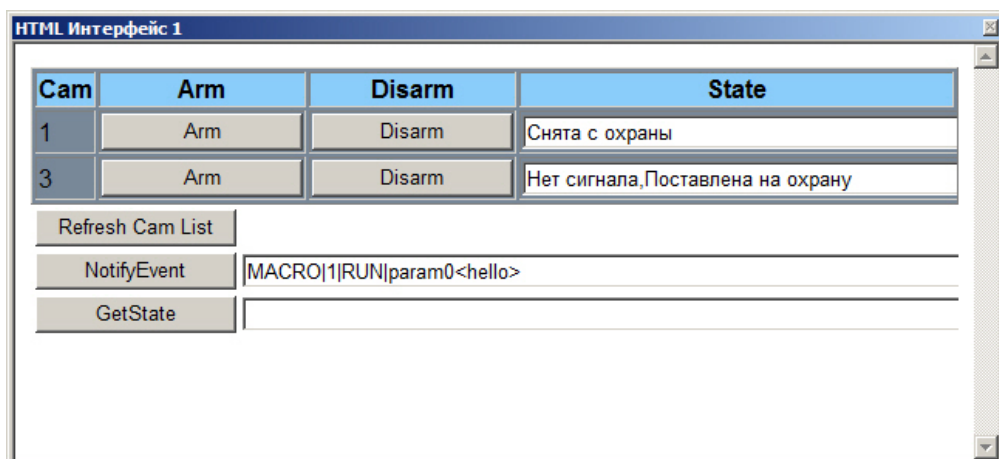 HTML Интерфейс 1
Cam Arm Disarm State
1 Arm Disarm Снята с охраны
3 Arm Disarm Нет сигнала,Поставлена на охрану
Refresh Cam List
NotifyEvent MACRO|1|RUN|param0<hello>
GetState